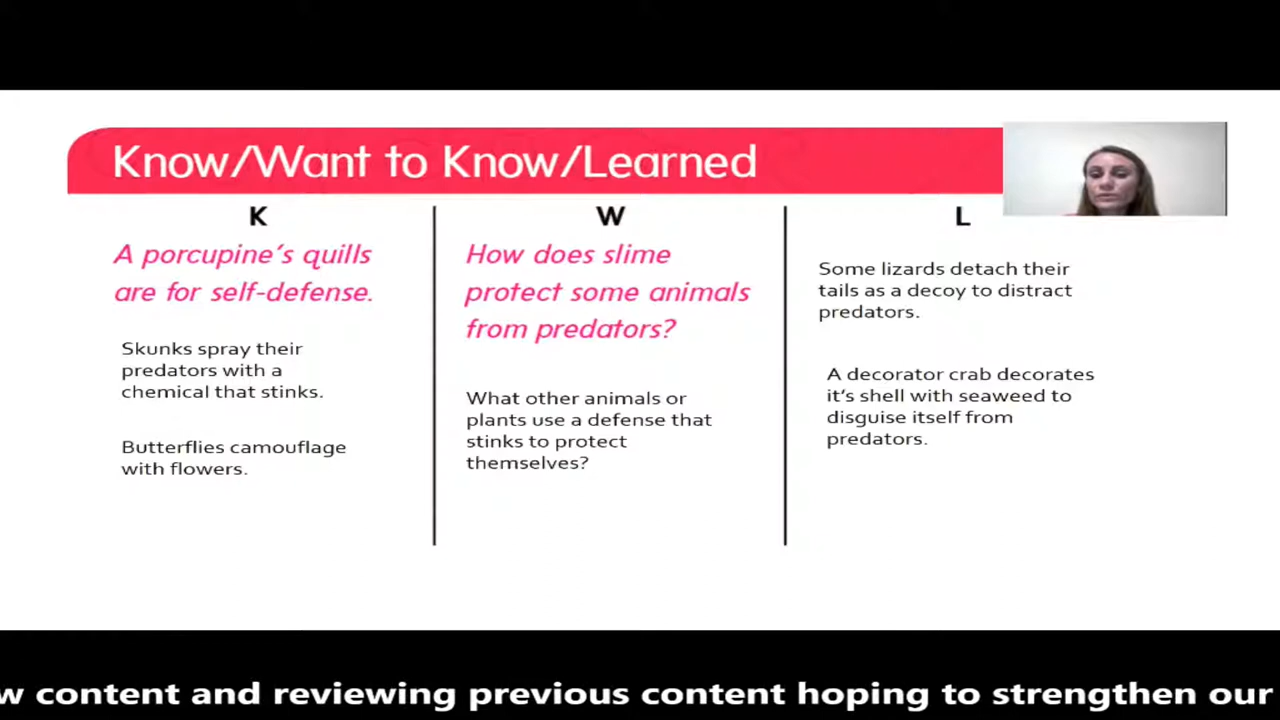 Know/Want to Know/Learned
K
A porcupine's quills
are for self-defense.
Skunks spray their
predators with a
chemical that stinks.
Butterflies camouflage
with flowers.
W
How does slime
protect some animals
from predators?
What other animals or
plants use a defense that
stinks to protect
themselves?
L
Some lizards detach their
tails as a decoy to distract
predators.
A decorator crab decorates
it's shell with seaweed to
disguise itself from
predators.
w content and reviewing previous content hoping to strengthen our